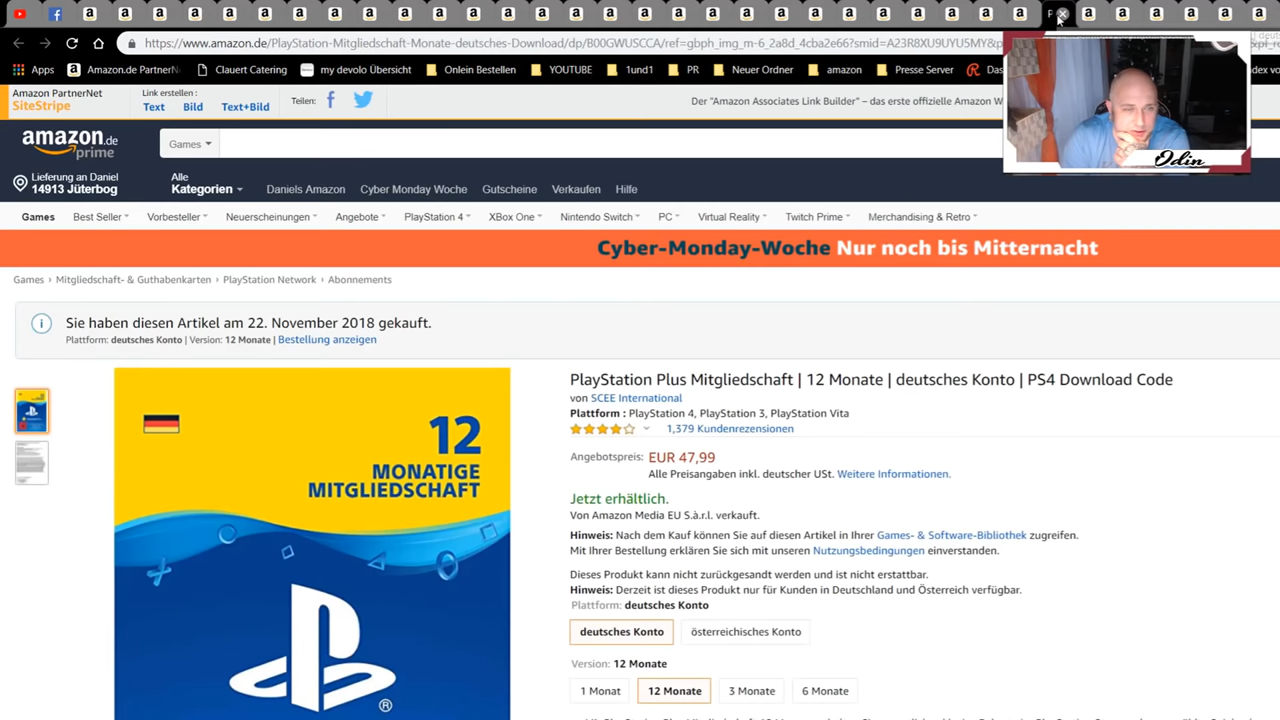 https://www.amazon.de/PlayStation-Mitgliedschaft-Monate-deutsches-Download/dp/B00GWUSCCA/ref=gbph_img_m-6_2a8d_4cba2e66?smid=A23R8XU9UYU5MY&p
Apps Amazon.de PartnerN Clauert Catering my devolo Übersicht Onlein Bestellen YOUTUBE 1und1 PR Neuer Ordner amazon Presse Server Das
Amazon PartnerNet
SiteStripe
Link erstellen :
Text Bild Text+Bild
Teilen:
Der "Amazon Associates Link Builder" – das erste offizielle Amazon W
Odin
amazon.de
prime
Games
Lieferung an Daniel
14913 Jüterbog
Alle
Kategorien
Daniels Amazon Cyber Monday Woche Gutscheine Verkaufen Hilfe
Games Best Seller Vorbesteller Neuerscheinungen Angebote PlayStation 4 XBox One Nintendo Switch PC Virtual Reality Twitch Prime Merchandising & Retro
Cyber-Monday-Woche Nur noch bis Mitternacht
Games › Mitgliedschaft- & Guthabenkarten › PlayStation Network › Abonnements
Sie haben diesen Artikel am 22. November 2018 gekauft.
Plattform: deutsches Konto | Version: 12 Monate | Bestellung anzeigen
12
MONATIGE
MITGLIEDSCHAFT
PlayStation Plus Mitgliedschaft | 12 Monate | deutsches Konto | PS4 Download Code
von SCEE International
Plattform : PlayStation 4, PlayStation 3, PlayStation Vita
1,379 Kundenrezensionen
Angebotspreis: EUR 47,99
Alle Preisangaben inkl. deutscher USt. Weitere Informationen.
Jetzt erhältlich.
Von Amazon Media EU S.à.r.l. verkauft.
Hinweis: Nach dem Kauf können Sie auf diesen Artikel in Ihrer Games- & Software-Bibliothek zugreifen.
Mit Ihrer Bestellung erklären Sie sich mit unseren Nutzungsbedingungen einverstanden.
Dieses Produkt kann nicht zurückgesandt werden und ist nicht erstattbar.
Hinweis: Derzeit ist dieses Produkt nur für Kunden in Deutschland und Österreich verfügbar.
Plattform: deutsches Konto
deutsches Konto österreichisches Konto
Version: 12 Monate
1 Monat 12 Monate 3 Monate 6 Monate